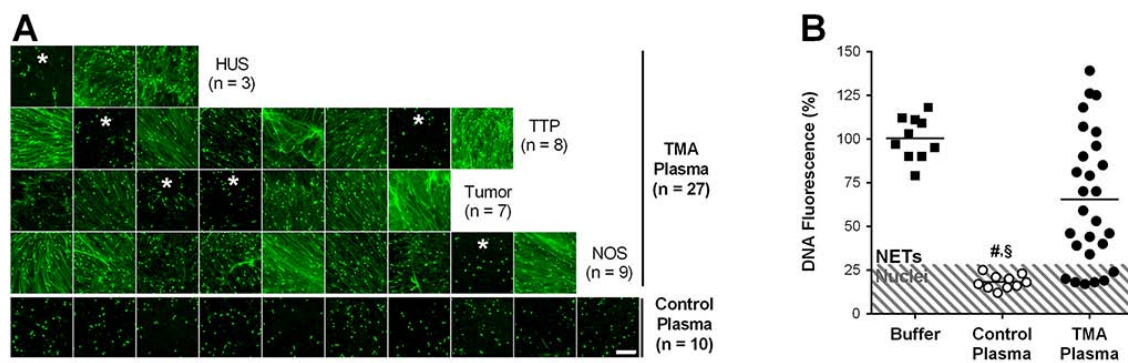 A
*
HUS
(n = 3)
* *
TTP
(n = 8)
* *
Tumor
(n = 7)
*
NOS
(n = 9)
TMA
Plasma
(n = 27)
Control
Plasma
(n = 10)
B
DNA Fluorescence (%)
150
125
100
75
50
25
0
NETs
Nuclei
#,§
Buffer
Control
Plasma
TMA
Plasma